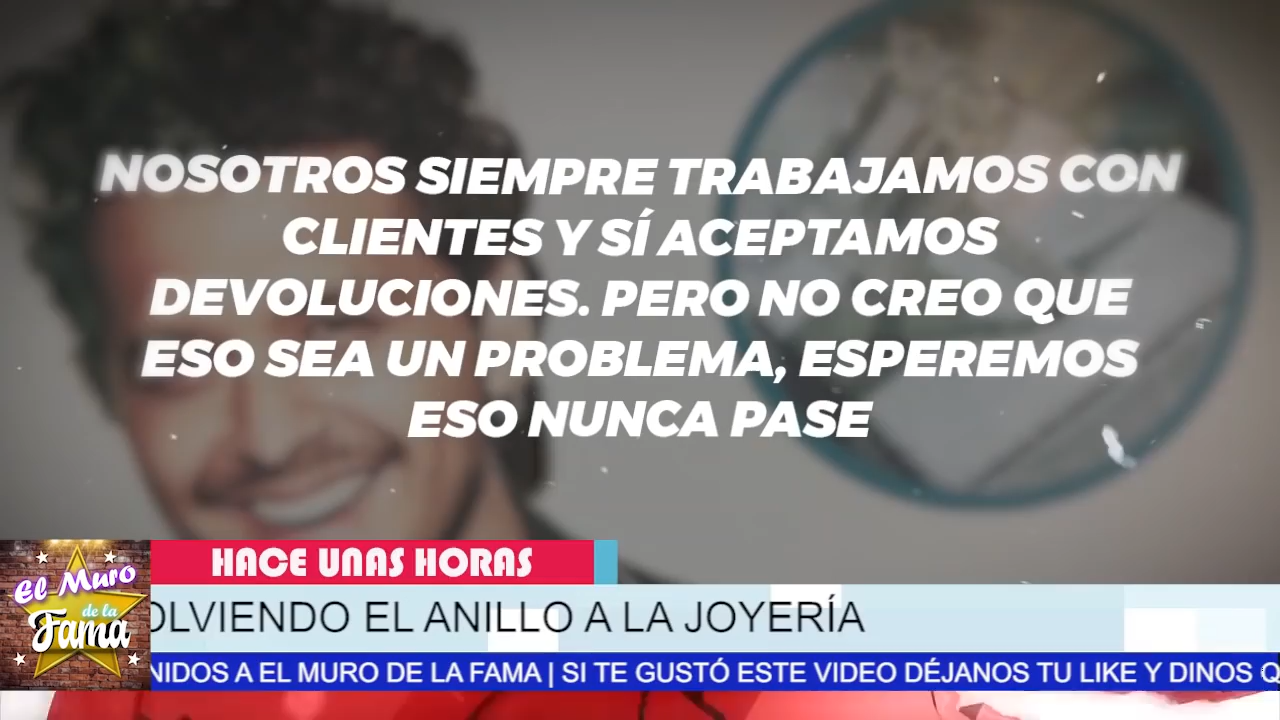 NOSOTROS SIEMPRE TRABAJAMOS CON
CLIENTES Y SÍ ACEPTAMOS
DEVOLUCIONES. PERO NO CREO QUE
ESO SEA UN PROBLEMA, ESPEREMOS
ESO NUNCA PASE
HACE UNAS HORAS
El Muro
de la
Fama
OLVIENDO EL ANILLO A LA JOYERÍA
NIDOS A EL MURO DE LA FAMA | SI TE GUSTÓ ESTE VIDEO DÉJANOS TU LIKE Y DINOS Q